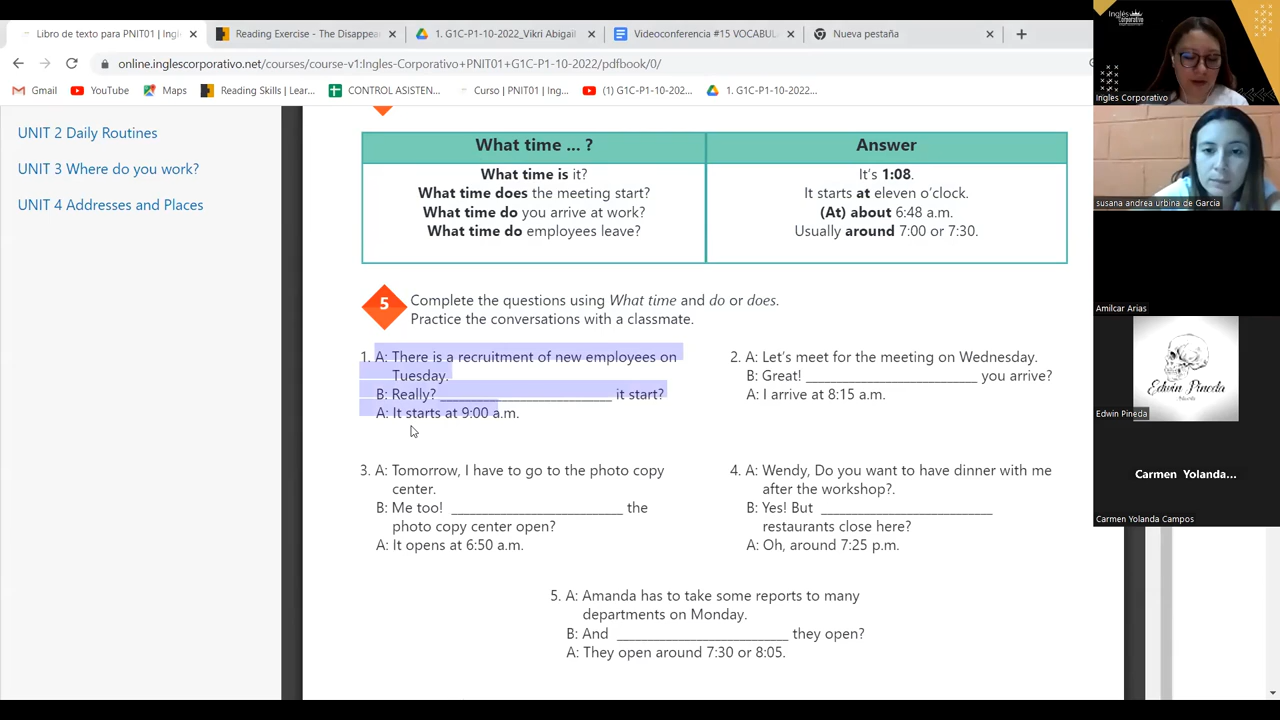 Libro de texto para PNIT01 | Ingl
Reading Exercise - The Disappea
1. G1C-P1-10-2022_Vikri Abigail
Videoconferencia #15 VOCABUL
Nueva pestaña
online.inglescorporativo.net/courses/course-v1:Ingles-Corporativo+PNIT01+G1C-P1-10-2022/pdfbook/0/
Gmail
YouTube
Maps
Reading Skills | Lear...
CONTROL ASISTEN...
Curso | PNIT01 | Ing...
(1) G1C-P1-10-202...
1. G1C-P1-10-2022...
UNIT 2 Daily Routines
UNIT 3 Where do you work?
UNIT 4 Addresses and Places
What time ... ?
Answer
What time is it?
It's 1:08.
What time does the meeting start?
It starts at eleven o'clock.
What time do you arrive at work?
(At) about 6:48 a.m.
What time do employees leave?
Usually around 7:00 or 7:30.
5
Complete the questions using What time and do or does.
Practice the conversations with a classmate.
1. A: There is a recruitment of new employees on
Tuesday.
B: Really? ______________________ it start?
A: It starts at 9:00 a.m.
2. A: Let's meet for the meeting on Wednesday.
B: Great! ______________________ you arrive?
A: I arrive at 8:15 a.m.
3. A: Tomorrow, I have to go to the photo copy
center.
B: Me too! ______________________ the
photo copy center open?
A: It opens at 6:50 a.m.
4. A: Wendy, Do you want to have dinner with me
after the workshop?.
B: Yes! But ______________________
restaurants close here?
A: Oh, around 7:25 p.m.
5. A: Amanda has to take some reports to many
departments on Monday.
B: And ______________________ they open?
A: They open around 7:30 or 8:05.
Inglés
Corporativo
Ingles Corporativo
susana andrea urbina de Garcia
Amilcar Arias
Edwin Pineda
Edwin Pineda
Carmen Yolanda...
Carmen Yolanda Campos